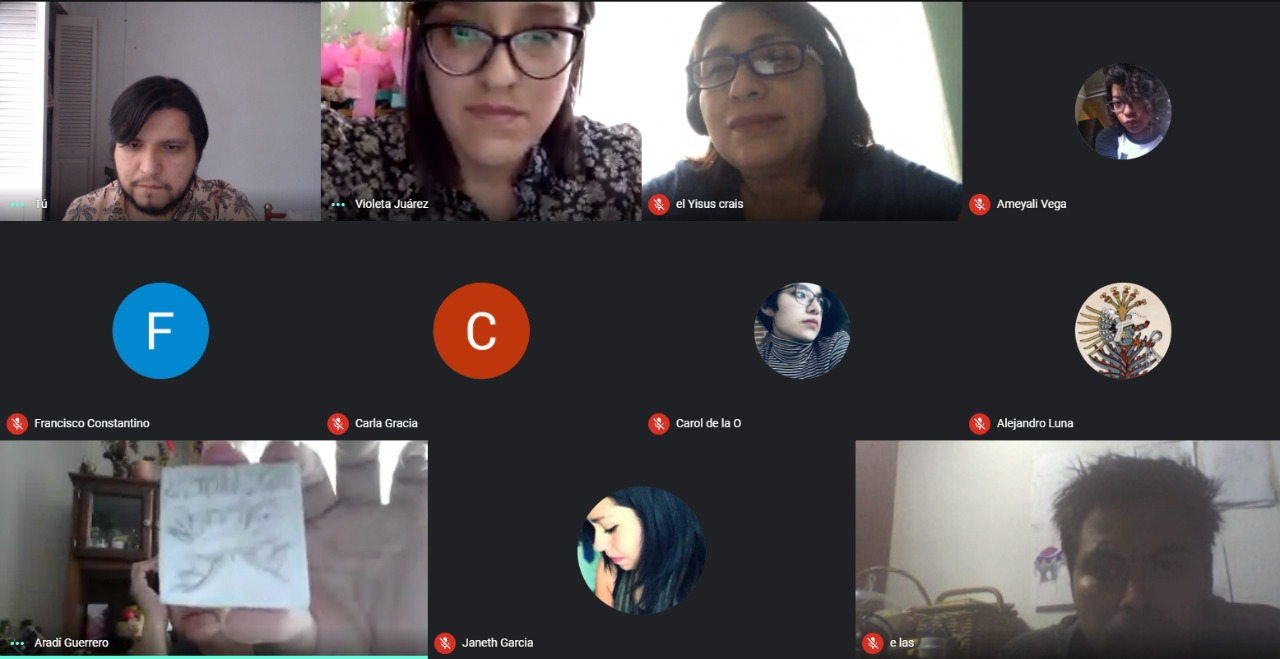 Tú
Violeta Juárez
el Yisus crais
Ameyali Vega
F
C
Francisco Constantino
Carla Gracia
Carol de la O
Alejandro Luna
Aradí Guerrero
Janeth Garcia
e las